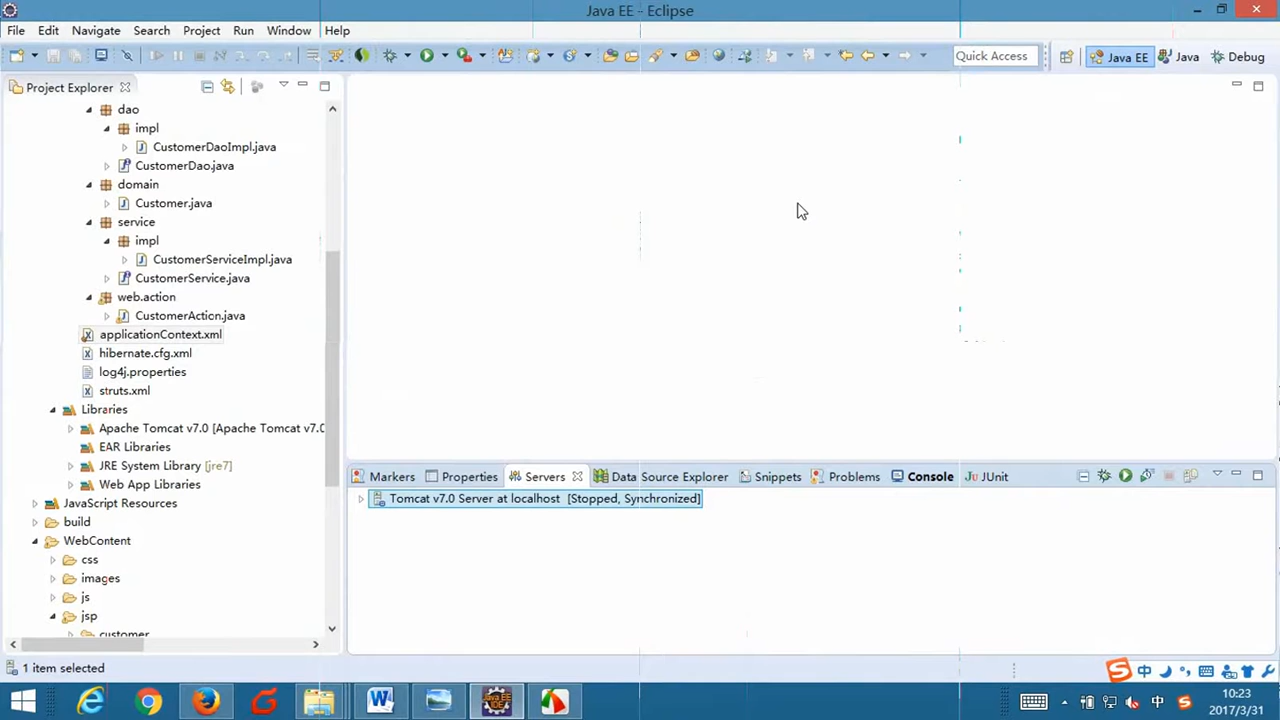 Java EE - Eclipse
File Edit Navigate Search Project Run Window Help
Quick Access Java EE Java Debug
Project Explorer
dao
impl
CustomerDaoImpl.java
CustomerDao.java
domain
Customer.java
service
impl
CustomerServiceImpl.java
CustomerService.java
web.action
CustomerAction.java
applicationContext.xml
hibernate.cfg.xml
log4j.properties
struts.xml
Libraries
Apache Tomcat v7.0 [Apache Tomcat v7.0
EAR Libraries
JRE System Library [jre7]
Web App Libraries
JavaScript Resources
build
WebContent
css
images
js
jsp
customer
Markers Properties Servers Data Source Explorer Snippets Problems Console JUnit
Tomcat v7.0 Server at localhost [Stopped, Synchronized]
1 item selected
中
中
10:23
2017/3/31